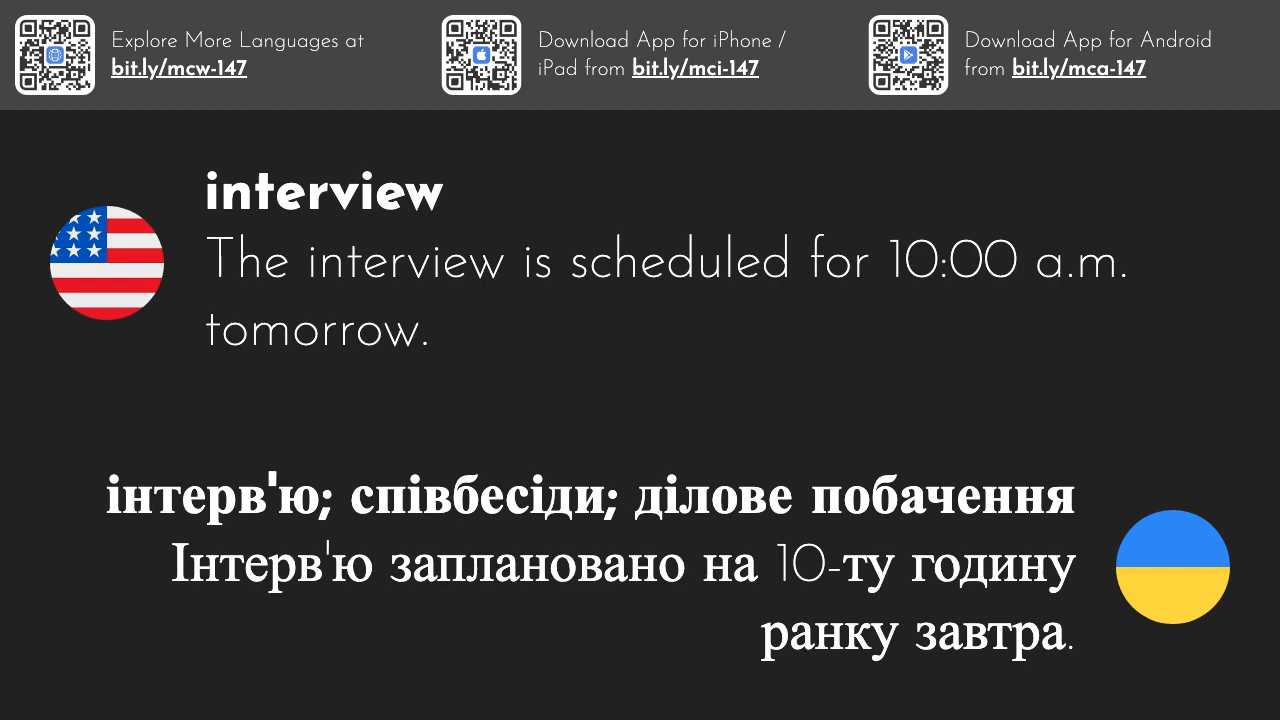 Explore More Languages at
bit.ly/mcw-147
Download App for iPhone /
iPad from bit.ly/mci-147
Download App for Android
from bit.ly/mca-147
interview
The interview is scheduled for 10:00 a.m.
tomorrow.
інтерв'ю; співбесіди; ділове побачення
Інтерв'ю заплановано на 10-ту годину
ранку завтра.